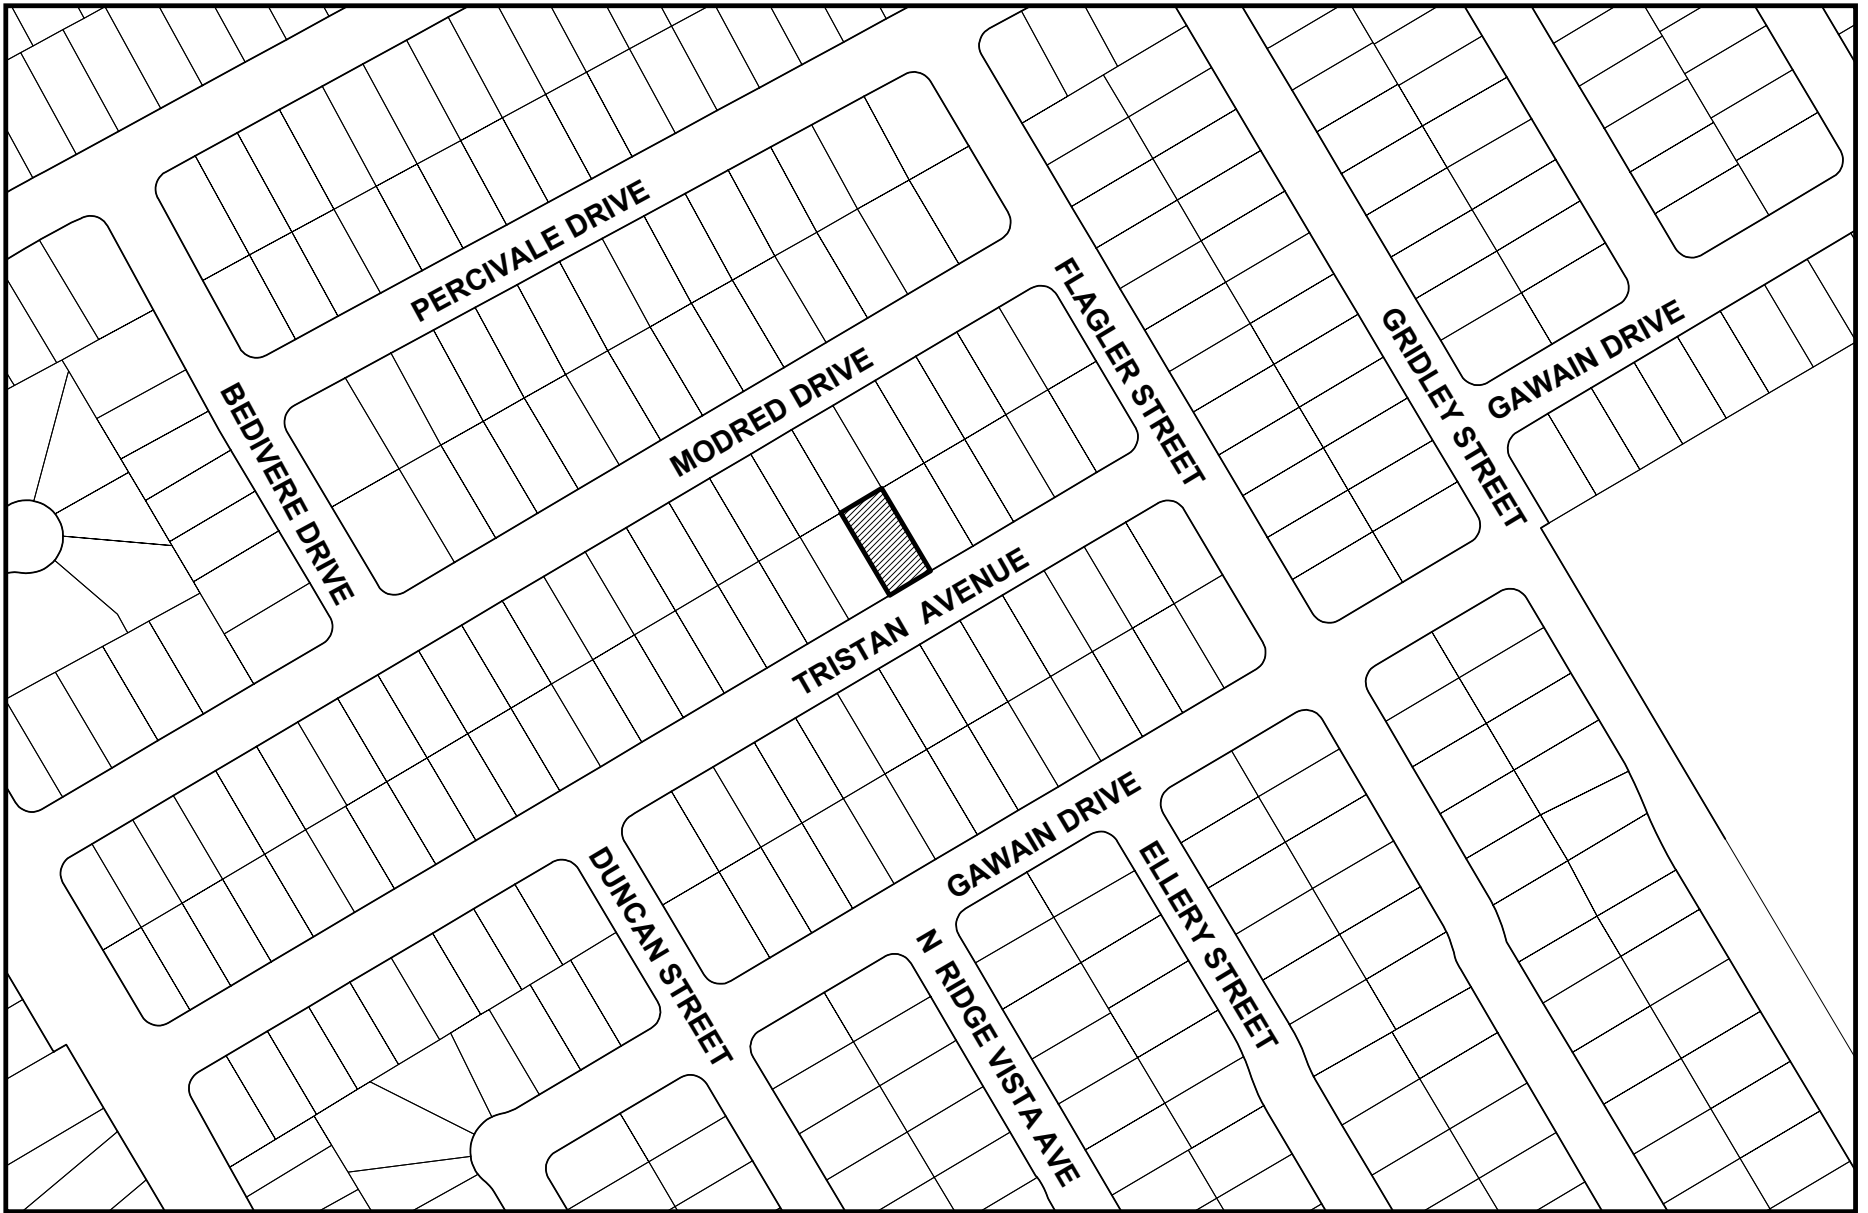 PERCIVALE DRIVE
FLAGLER STREET
GRIDLEY STREET
GAWAIN DRIVE
MODRED DRIVE
BEDIVERE DRIVE
TRISTAN AVENUE
GAWAIN DRIVE
DUNCAN STREET
ELLERY STREET
N RIDGE VISTA AVE